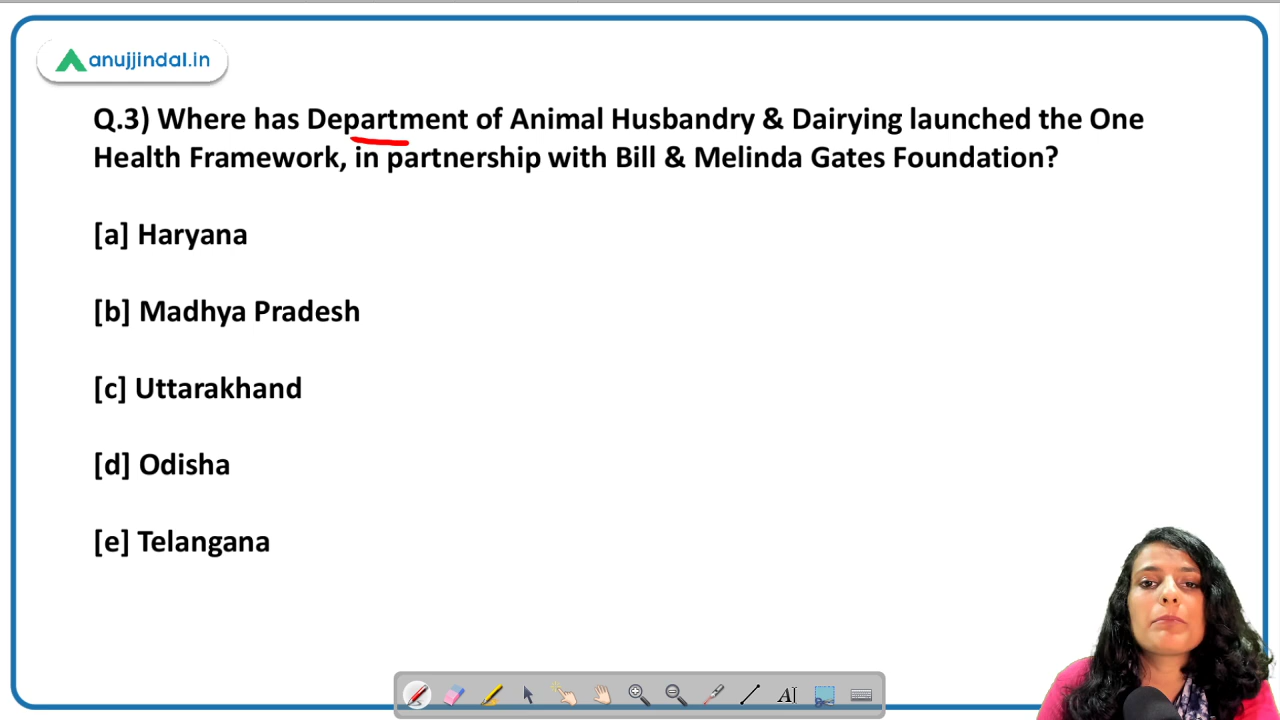 anujjindal.in
Q.3) Where has Department of Animal Husbandry & Dairying launched the One
Health Framework, in partnership with Bill & Melinda Gates Foundation?
[a] Haryana
[b] Madhya Pradesh
[c] Uttarakhand
[d] Odisha
[e] Telangana